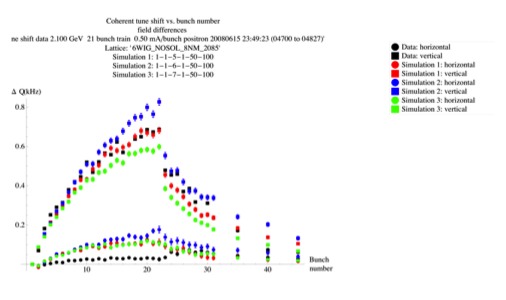 Coherent tune shift vs. bunch number
field differences
ne shift data 2.100 GeV 21 bunch train 0.50 mA/bunch positron 20080615 23:49:23 (04700 to 04827)'
Lattice: '6WIG_NOSOL_8NM_2085'
Simulation 1: 1-1-5-1-50-100
Simulation 2: 1-1-6-1-50-100
Simulation 3: 1-1-7-1-50-100
Data: horizontal
Data: vertical
Simulation 1: horizontal
Simulation 1: vertical
Simulation 2: horizontal
Simulation 2: vertical
Simulation 3: horizontal
Simulation 3: vertical
Δ Q(kHz)
0.8
0.6
0.4
0.2
10 20 30 40
Bunch
number